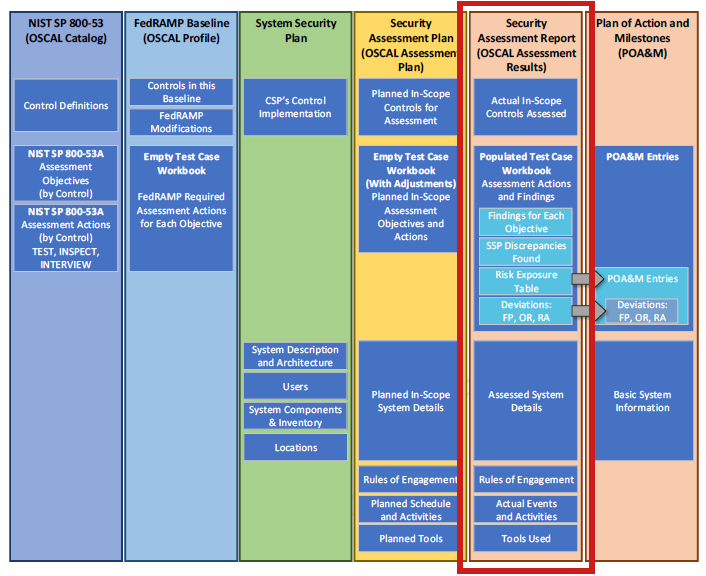 NIST SP 800-53
(OSCAL Catalog)
Control Definitions
NIST SP 800-53A
Assessment
Objectives
(by Control)
NIST SP 800-53A
Assessment Actions
(by Control)
TEST, INSPECT,
INTERVIEW
FedRAMP Baseline
(OSCAL Profile)
Controls in this
Baseline
FedRAMP
Modifications
Empty Test Case
Workbook
FedRAMP Required
Assessment Actions
for Each Objective
System Security
Plan
CSP's Control
Implementation
System Description
and Architecture
Users
System Components
& Inventory
Locations
Security
Assessment Plan
(OSCAL Assessment
Plan)
Planned In-Scope
Controls for
Assessment
Empty Test Case
Workbook
(With Adjustments)
Planned In-Scope
Assessment
Objectives and
Actions
Planned In-Scope
System Details
Rules of Engagement
Planned Schedule
and Activities
Planned Tools
Security
Assessment Report
(OSCAL Assessment
Results)
Actual In-Scope
Controls Assessed
Populated Test Case
Workbook
Assessment Actions
and Findings
Findings for Each
Objective
SSP Discrepancies
Found
Risk Exposure
Table
Deviations:
FP, OR, RA
Assessed System
Details
Rules of Engagement
Actual Events
and Activities
Tools Used
Plan of Action and
Milestones
(POA&M)
POA&M Entries
POA&M Entries
Deviations:
FP, OR, RA
Basic System
Information